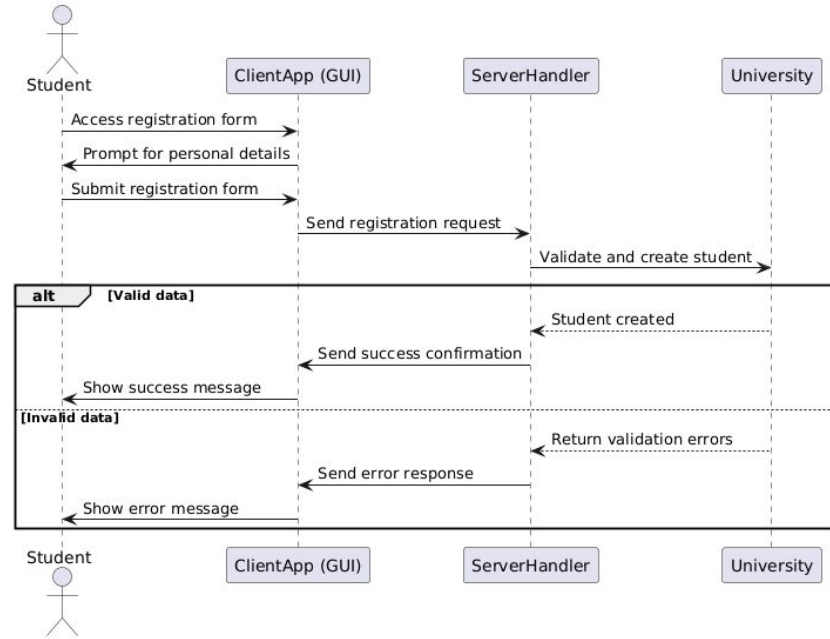 Student
ClientApp (GUI)
ServerHandler
University
Access registration form
Prompt for personal details
Submit registration form
Send registration request
Validate and create student
alt
[Valid data]
Student created
Send success confirmation
Show success message
[Invalid data]
Return validation errors
Send error response
Show error message
Student
ClientApp (GUI)
ServerHandler
University